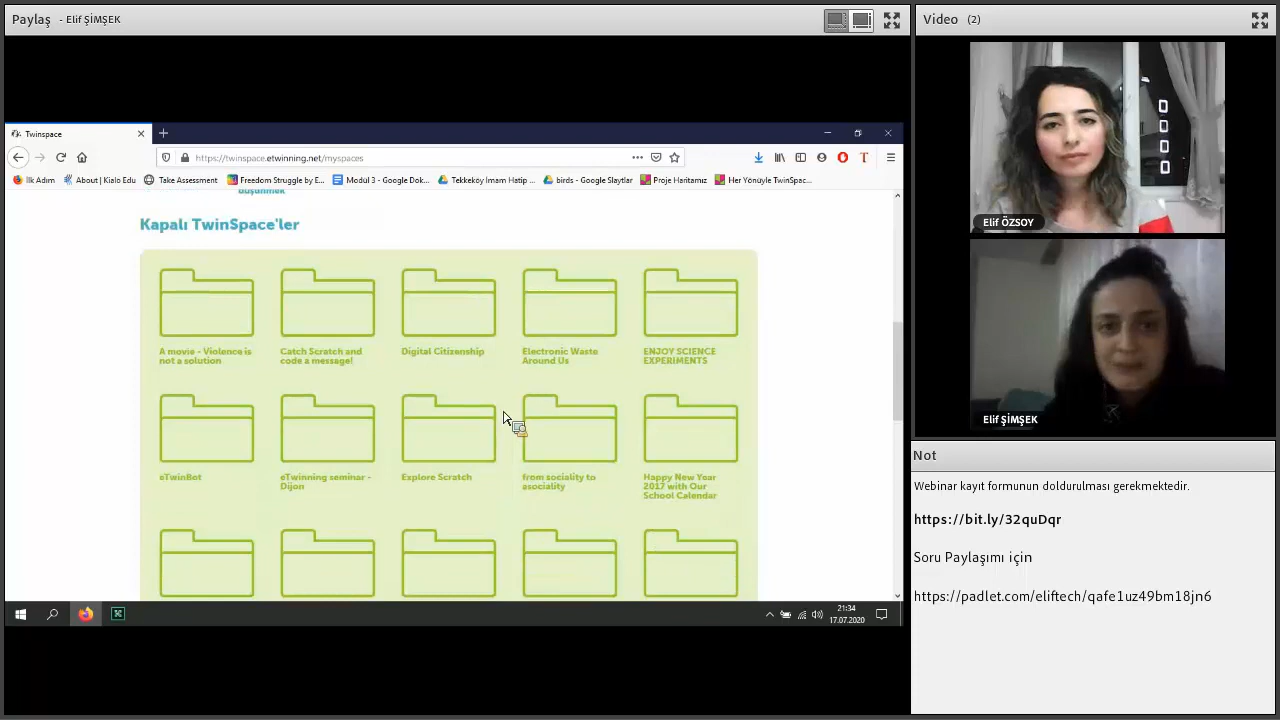 Paylaş - Elif ŞİMŞEK
Twinspace
https://twinspace.etwinning.net/myspaces
İlk Adım
About | Kialo Edu
Take Assessment
Freedom Struggle by E...
Modül 3 - Google Dok...
Tekkeköy İmam Hatip ...
birds - Google Slaytlar
Proje Haritamız
Her Yönüyle TwinSpac...
düşünmek
Kapalı TwinSpace'ler
A movie - Violence is
not a solution
Catch Scratch and
code a message!
Digital Citizenship
Electronic Waste
Around Us
ENJOY SCIENCE
EXPERIMENTS
eTwinBot
eTwinning seminar -
Dijon
Explore Scratch
from sociality to
asociality
Happy New Year
2017 with Our
School Calendar
21:34
17.07.2020
Video (2)
Elif ÖZSOY
Elif ŞİMŞEK
Not
Webinar kayıt formunun doldurulması gerekmektedir.
https://bit.ly/32quDqr
Soru Paylaşımı için
https://padlet.com/eliftech/qafe1uz49bm18jn6